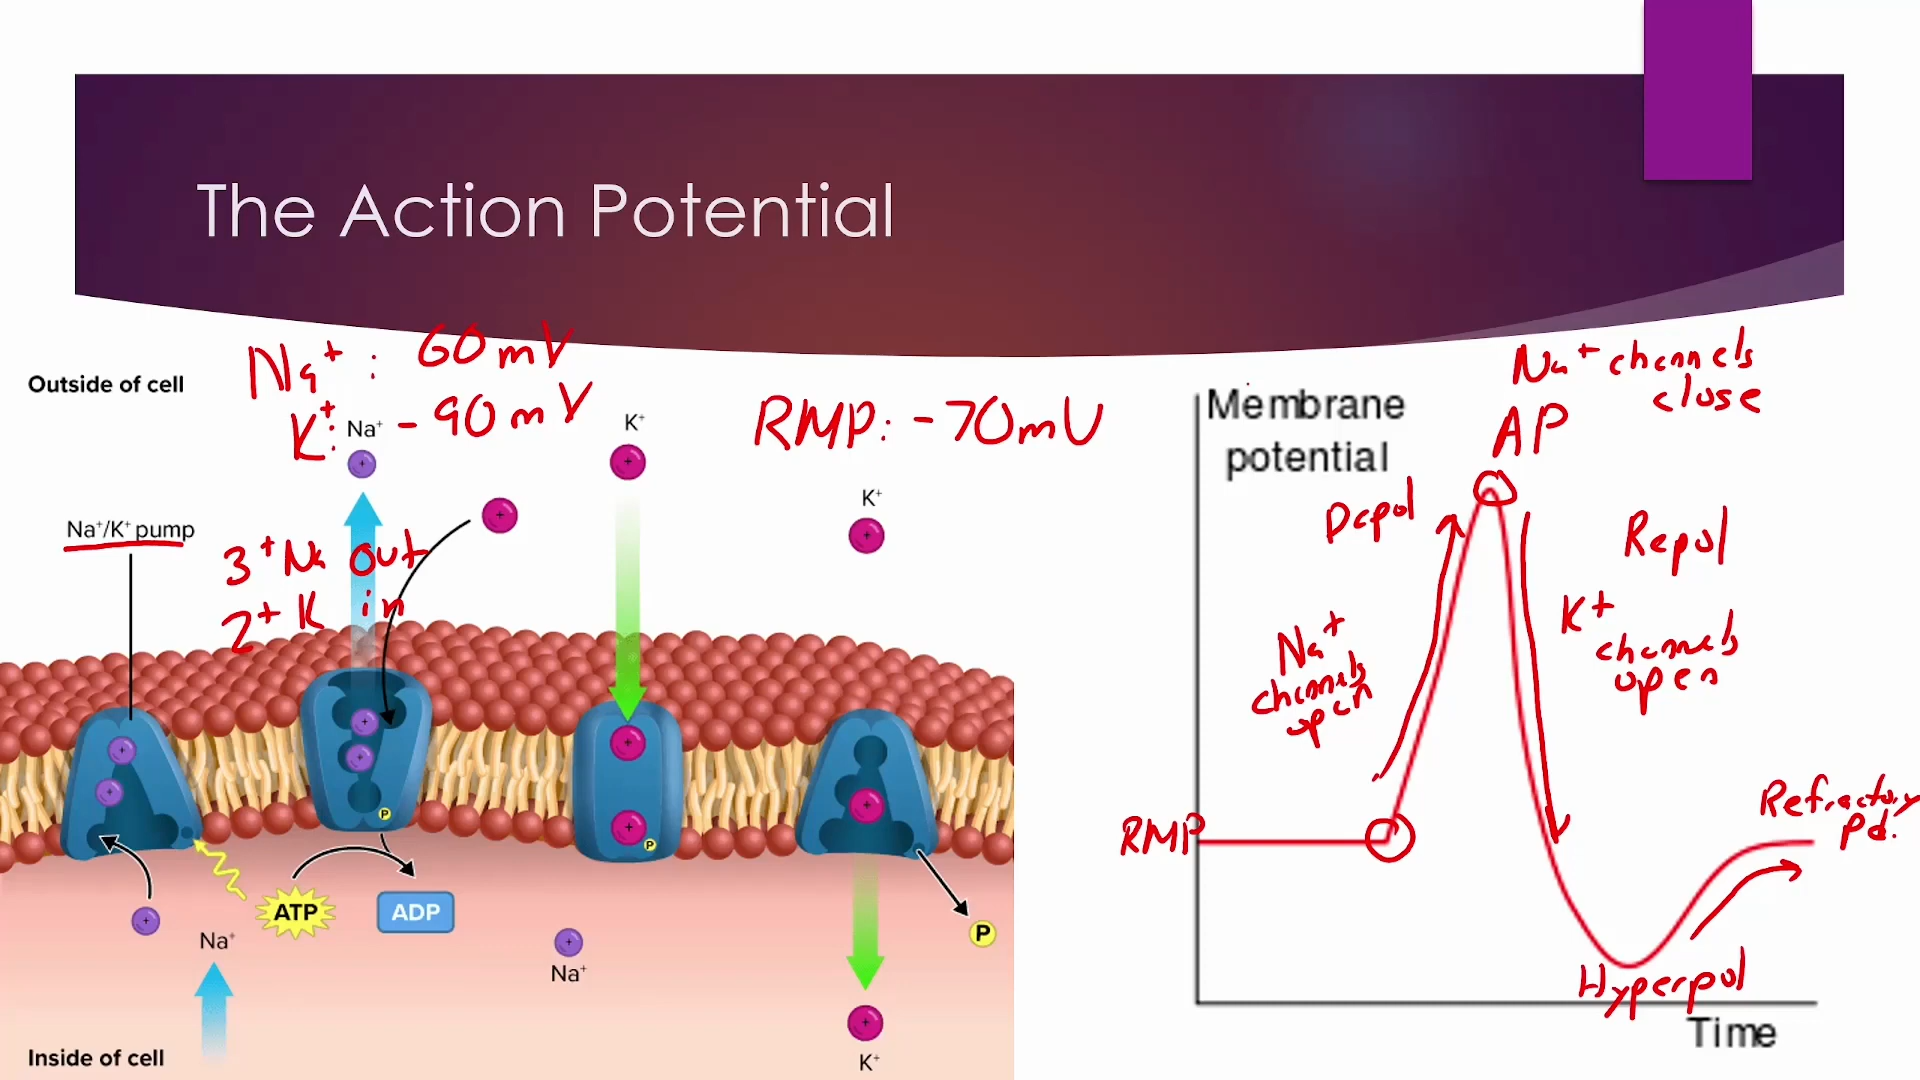 The Action Potential
Na⁺ : 60 mV
K⁺: -90 mV
RMP: -70mV
Outside of cell
Na⁺
K⁺
K⁺
Na⁺/K⁺ pump
3⁺ Na out
2⁺ K in
ATP
ADP
P
P
P
Na⁺
Na⁺
K⁺
Inside of cell
Membrane
potential
Na⁺ channels
close
AP
Depol
Repol
Na⁺
channels
open
K⁺
channels
open
RMP
Refractory
Pd.
Hyperpol
Time